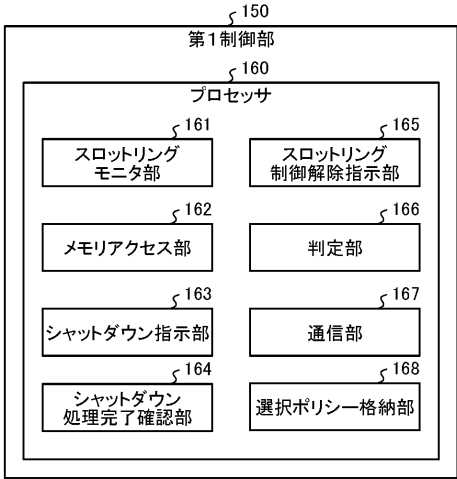 150
第1制御部
160
プロセッサ
161
スロットリング
モニタ部
165
スロットリング
制御解除指示部
162
メモリアクセス部
166
判定部
163
シャットダウン指示部
167
通信部
164
シャットダウン
処理完了確認部
168
選択ポリシー格納部